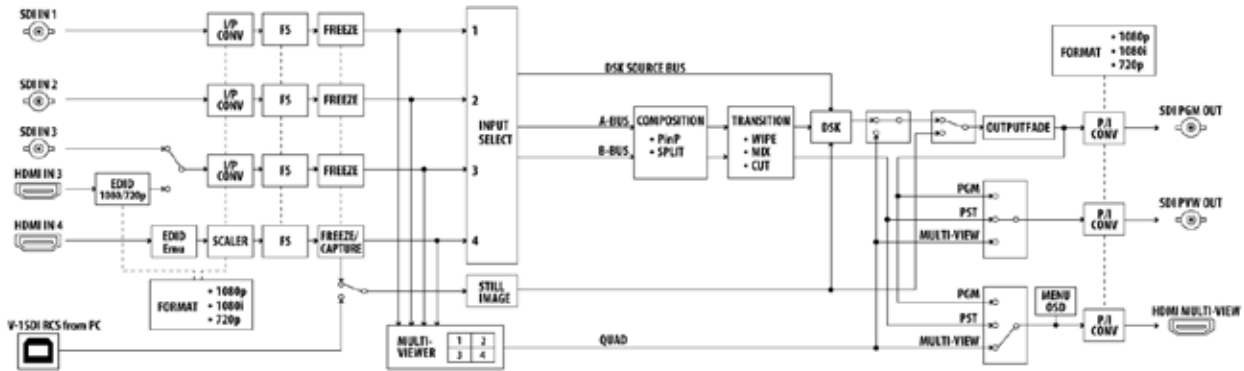 SDI IN 1
I/P CONV
FS
FREEZE
1
SDI IN 2
I/P CONV
FS
FREEZE
2
SDI IN 3
HDMI IN 3
EDID 1080/720p
I/P CONV
FS
FREEZE
3
HDMI IN 4
EDID Emu
SCALER
FS
FREEZE/CAPTURE
4
INPUT SELECT
FORMAT
• 1080p
• 1080i
• 720p
V-1SDI RCS from PC
STILL IMAGE
MULTI-VIEWER
1 2
3 4
QUAD
DSK SOURCE BUS
A-BUS
B-BUS
COMPOSITION
• PinP
• SPLIT
TRANSITION
• WIPE
• MIX
• CUT
DSK
OUTPUTFADE
FORMAT
• 1080p
• 1080i
• 720p
P/I CONV
SDI PGM OUT
PGM
PST
MULTI-VIEW
P/I CONV
SDI PVW OUT
PGM
PST
MULTI-VIEW
MENU OSD
P/I CONV
HDMI MULTI-VIEW